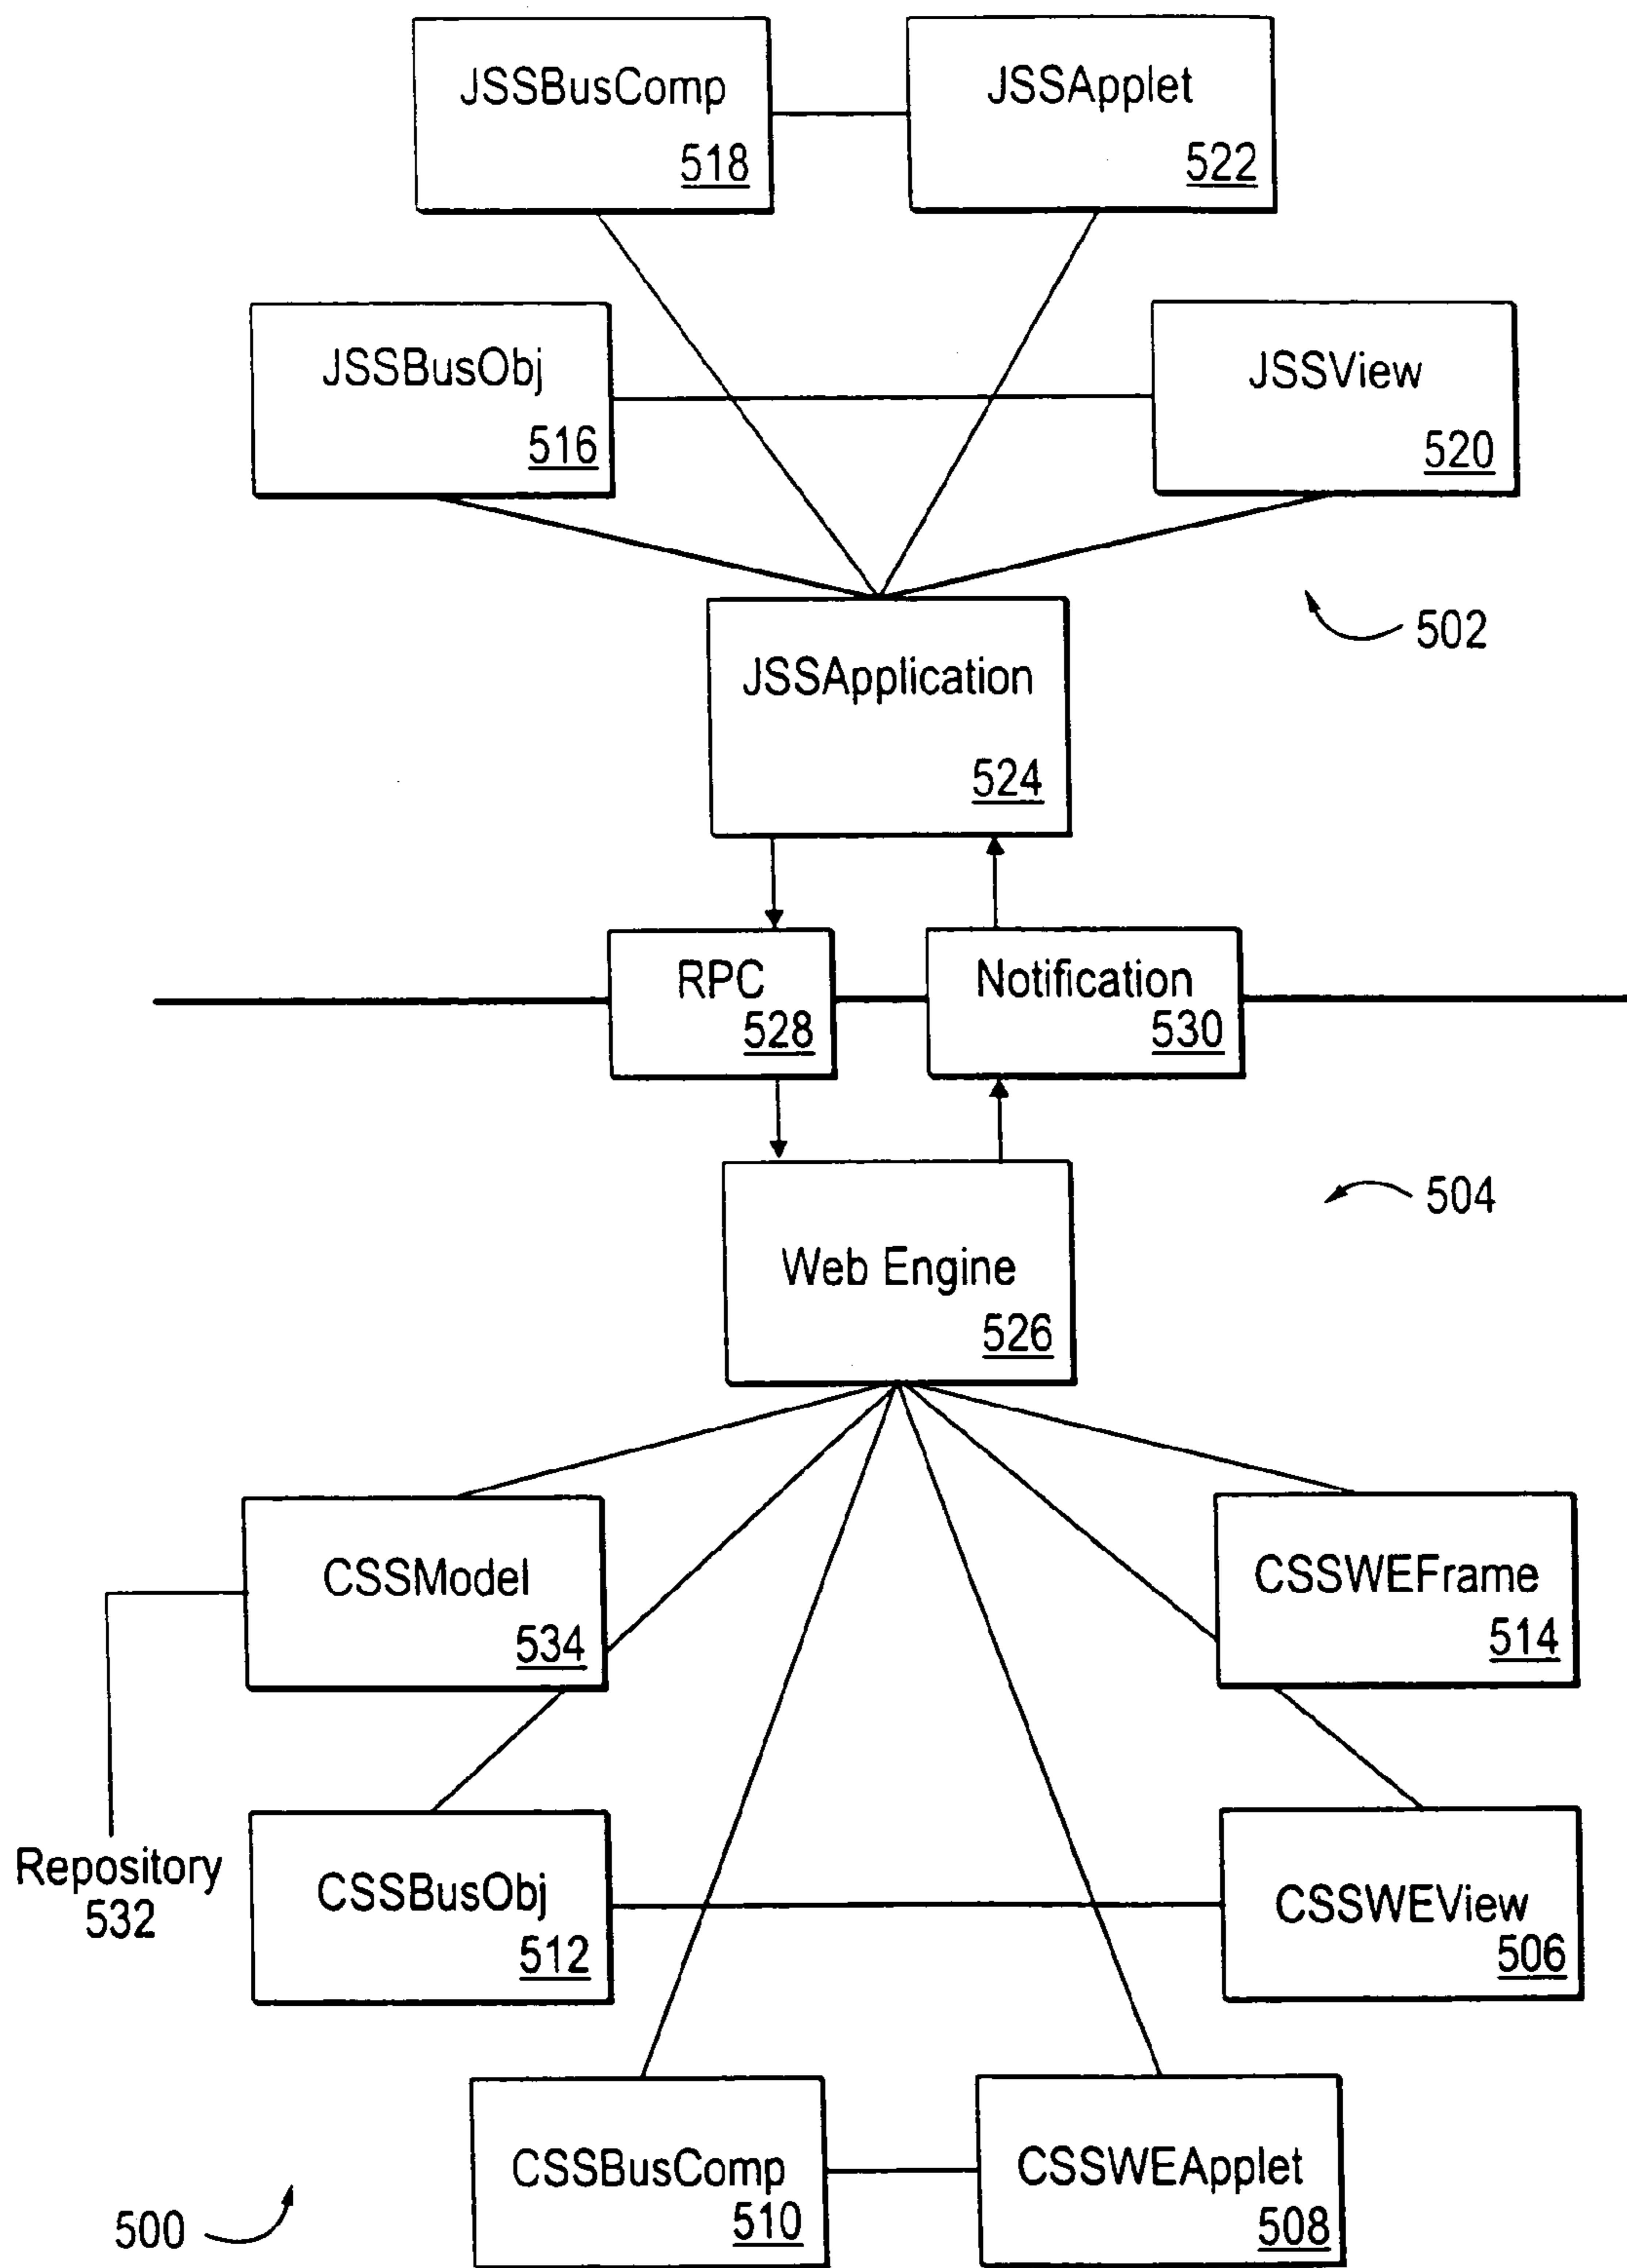 JSSBusComp
518
JSSApplet
522
JSSBusObj
516
JSSView
520
502
JSSApplication
524
RPC
528
Notification
530
504
Web Engine
526
CSSModel
534
CSSWEFrame
514
Repository
532
CSSBusObj
512
CSSWEView
506
CSSBusComp
510
CSSWEApplet
508
500